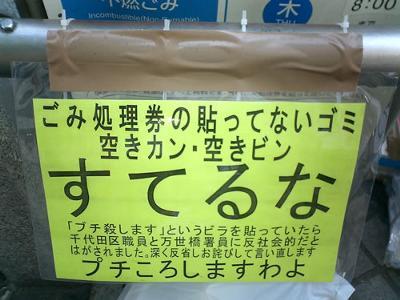 不燃ごみ
Incombustible(Non-Burnable)
木
THU
8:00
ごみ処理券の貼ってないゴミ
空きカン・空きビン
すてるな
「ブチ殺します」というビラを貼っていたら
千代田区職員と万世橋署員に反社会的だと
はがされました。深く反省しお詫びして言い直します
ブチころしますわよ